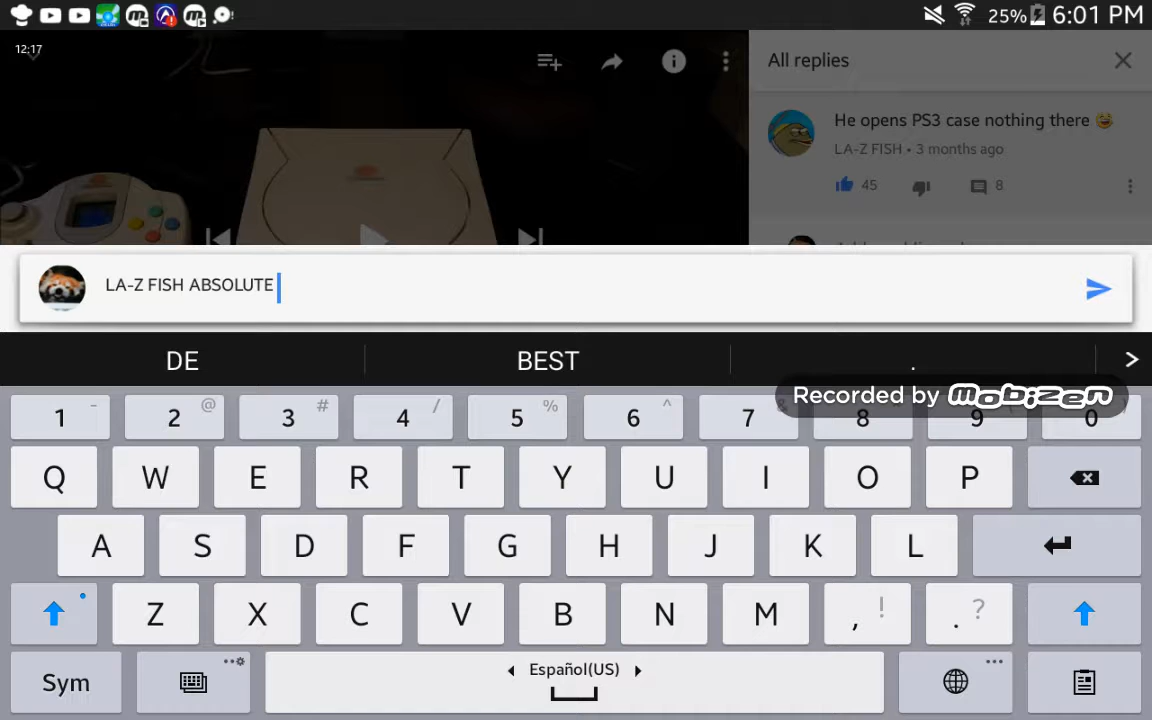 25% 6:01 PM
12:17
All replies
He opens PS3 case nothing there 😅
LA-Z FISH • 3 months ago
45 8
LA-Z FISH ABSOLUTE
DE BEST . >
Recorded by mobizen
1 - 2 @ 3 # 4 / 5 % 6 ^ 7 & 8 9 ( 0 )
Q W E R T Y U I O P
A S D F G H J K L
Z X C V B N M , ! . ?
Sym Español(US)